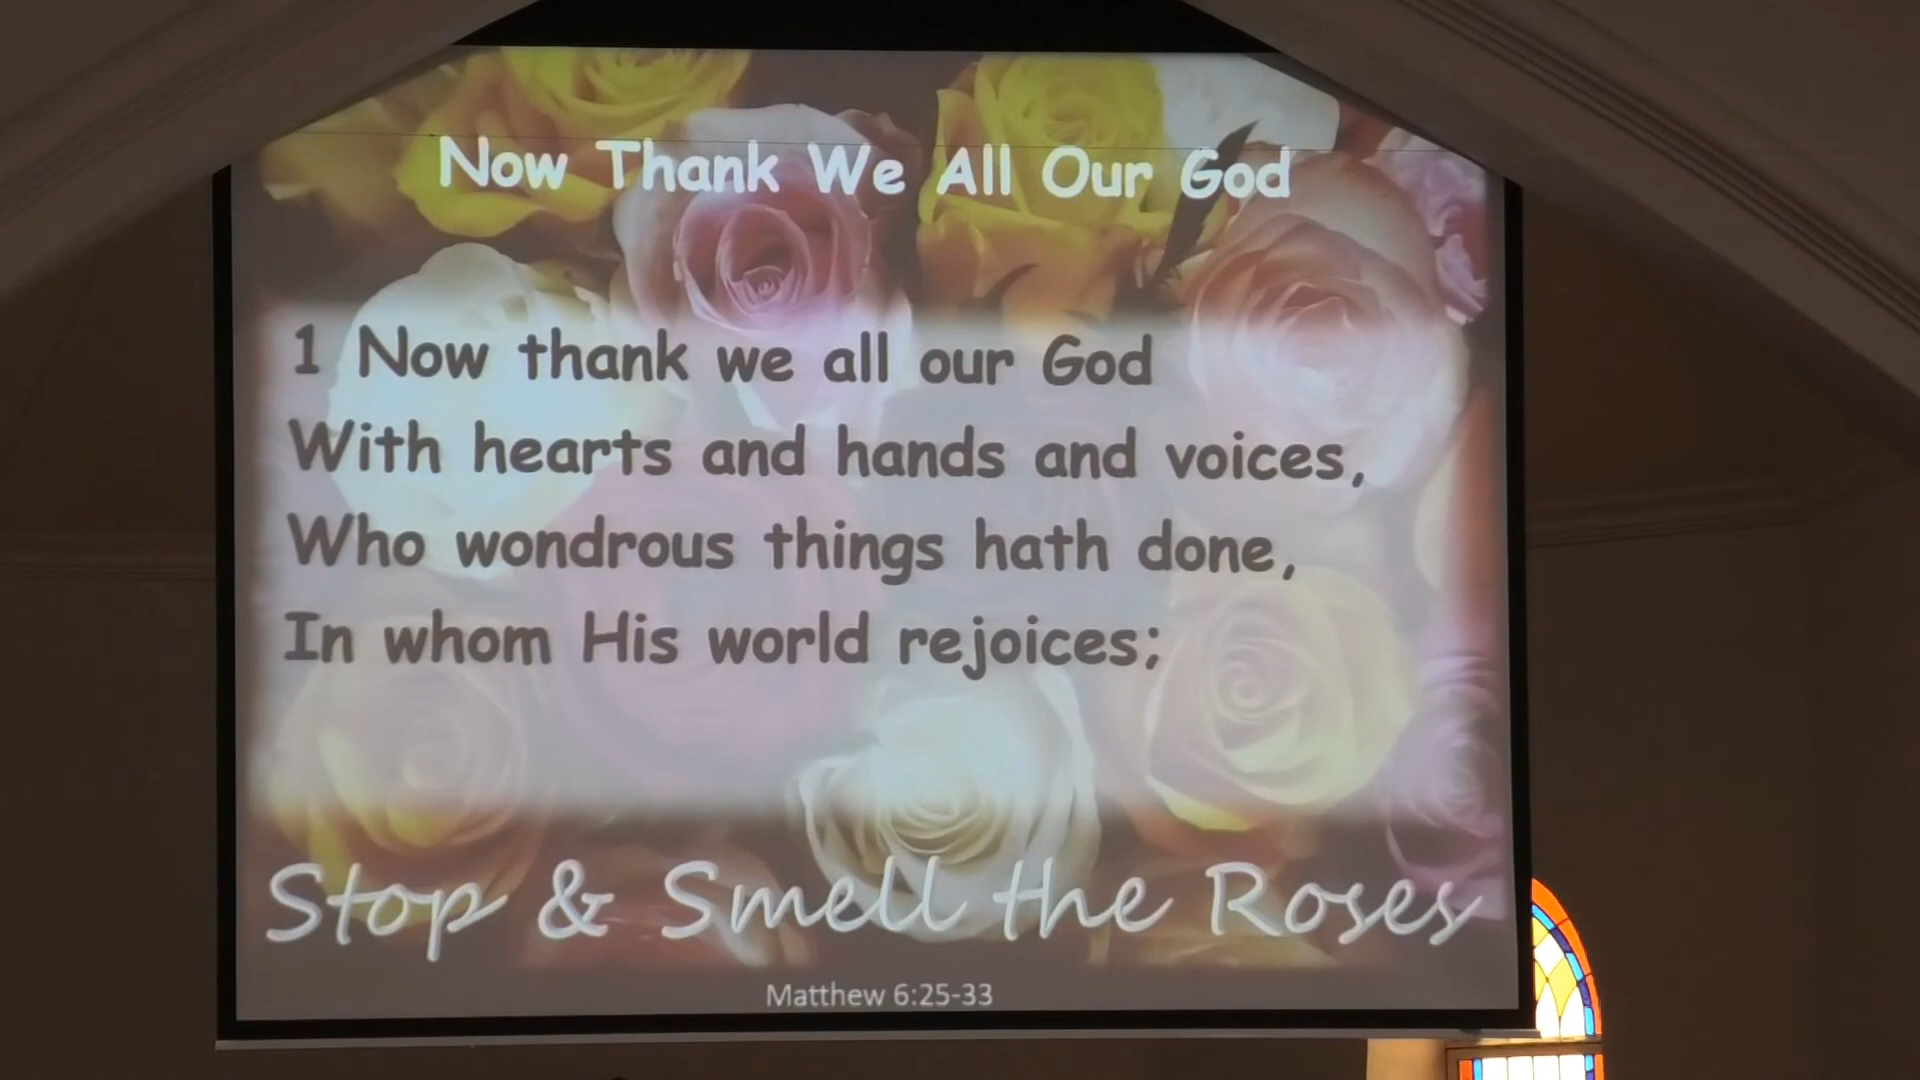 Now Thank We All Our God
1 Now thank we all our God
With hearts and hands and voices,
Who wondrous things hath done,
In whom His world rejoices;
Stop & Smell the Roses
Matthew 6:25-33